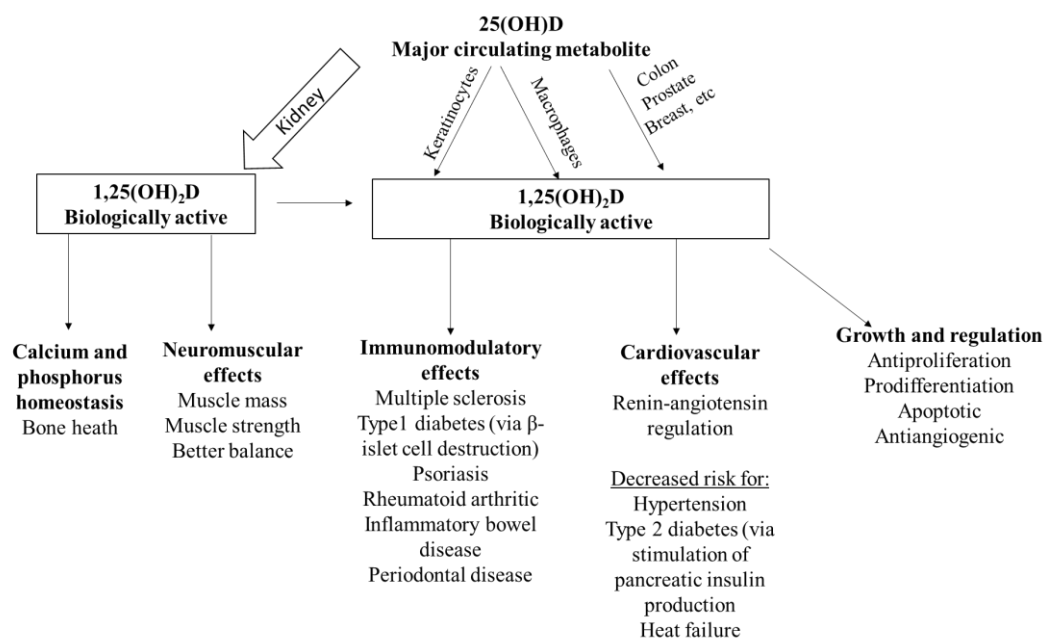 25(OH)D
Major circulating metabolite
Kidney
Keratinocytes
Macrophages
Colon
Prostate
Breast, etc
1,25(OH)₂D
Biologically active
1,25(OH)₂D
Biologically active
Calcium and
phosphorus
homeostasis
Bone heath
Neuromuscular
effects
Muscle mass
Muscle strength
Better balance
Immunomodulatory
effects
Multiple sclerosis
Type1 diabetes (via β-
islet cell destruction)
Psoriasis
Rheumatoid arthritic
Inflammatory bowel
disease
Periodontal disease
Cardiovascular
effects
Renin-angiotensin
regulation
Decreased risk for:
Hypertension
Type 2 diabetes (via
stimulation of
pancreatic insulin
production
Heat failure
Growth and regulation
Antiproliferation
Prodifferentiation
Apoptotic
Antiangiogenic